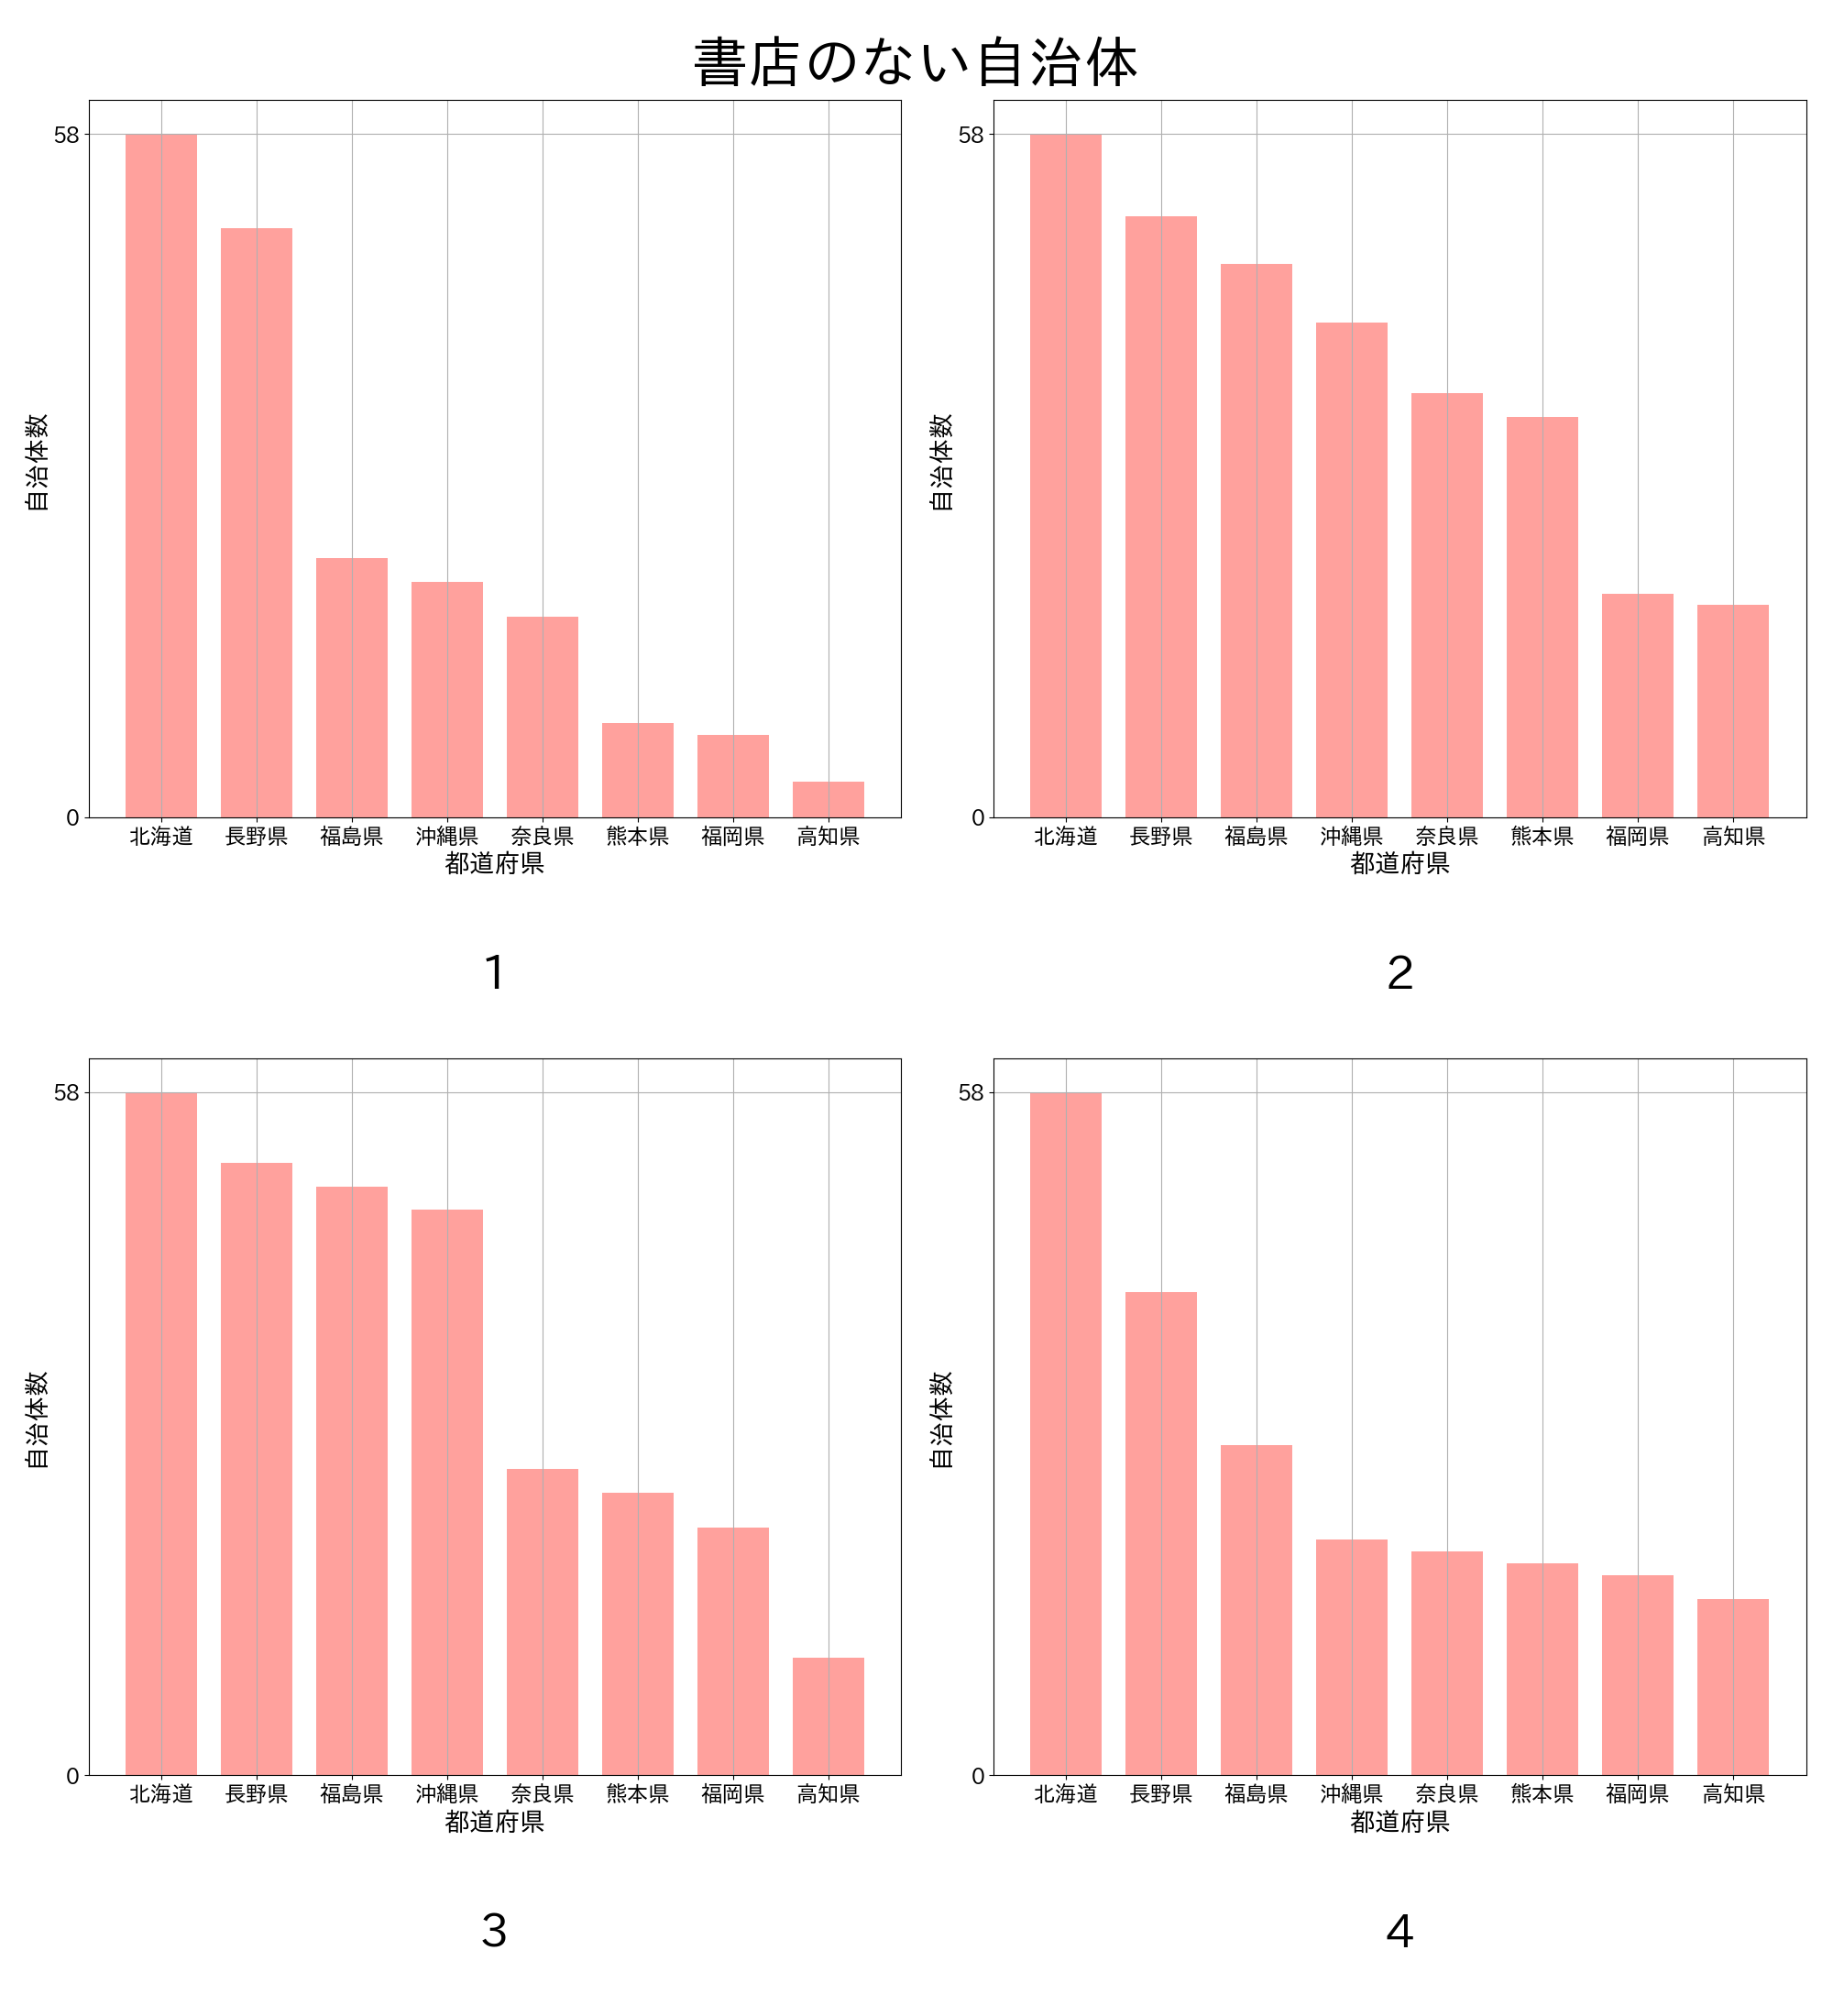 書店のない自治体
58
0
自治体数
北海道 長野県 福島県 沖縄県 奈良県 熊本県 福岡県 高知県
都道府県
1
58
0
自治体数
北海道 長野県 福島県 沖縄県 奈良県 熊本県 福岡県 高知県
都道府県
2
58
0
自治体数
北海道 長野県 福島県 沖縄県 奈良県 熊本県 福岡県 高知県
都道府県
3
58
0
自治体数
北海道 長野県 福島県 沖縄県 奈良県 熊本県 福岡県 高知県
都道府県
4